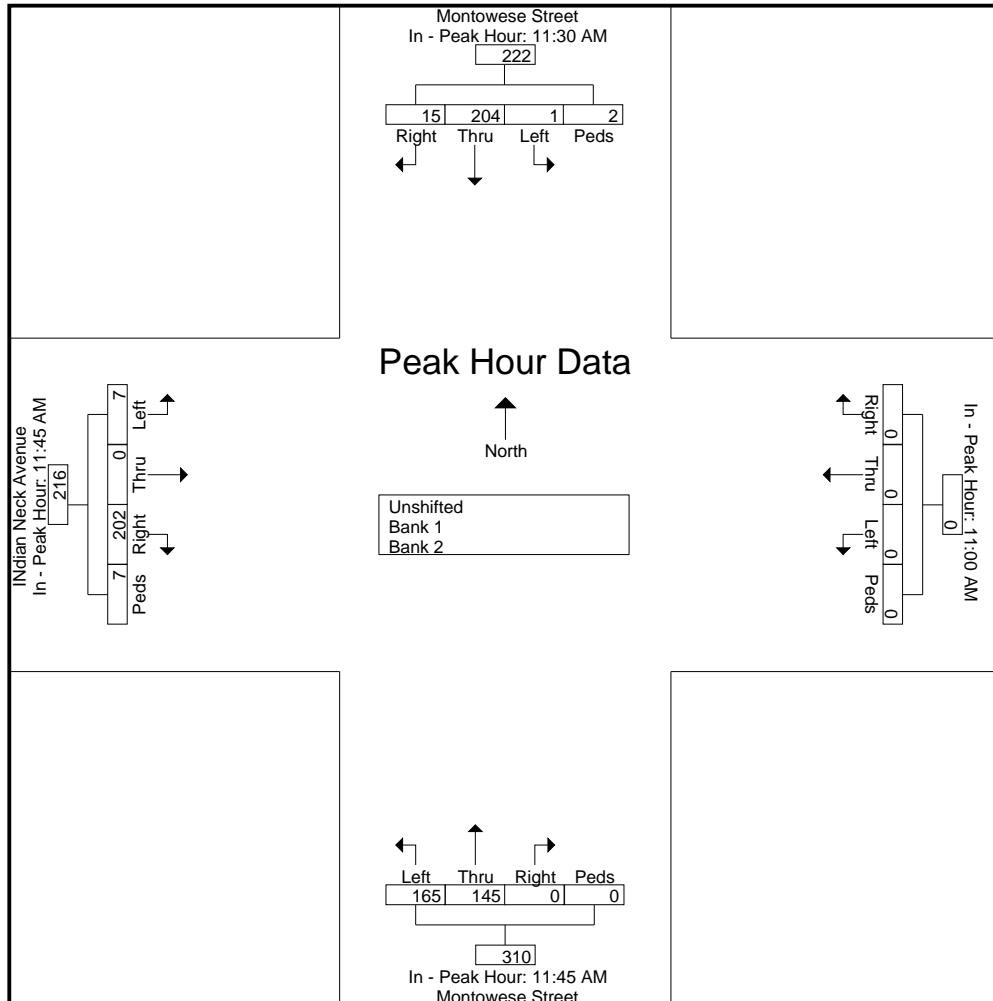 Montowese Street
In - Peak Hour: 11:30 AM
222
15 204 1 2
Right Thru Left Peds
Peak Hour Data
North
Unshifted
Bank 1
Bank 2
INdian Neck Avenue
In - Peak Hour: 11:45 AM
216
7 0 202 7
Left Thru Right Peds
In - Peak Hour: 11:00 AM
0
0 0 0 0
Right Thru Left Peds
Left Thru Right Peds
165 145 0 0
310
In - Peak Hour: 11:45 AM
Montowese Street